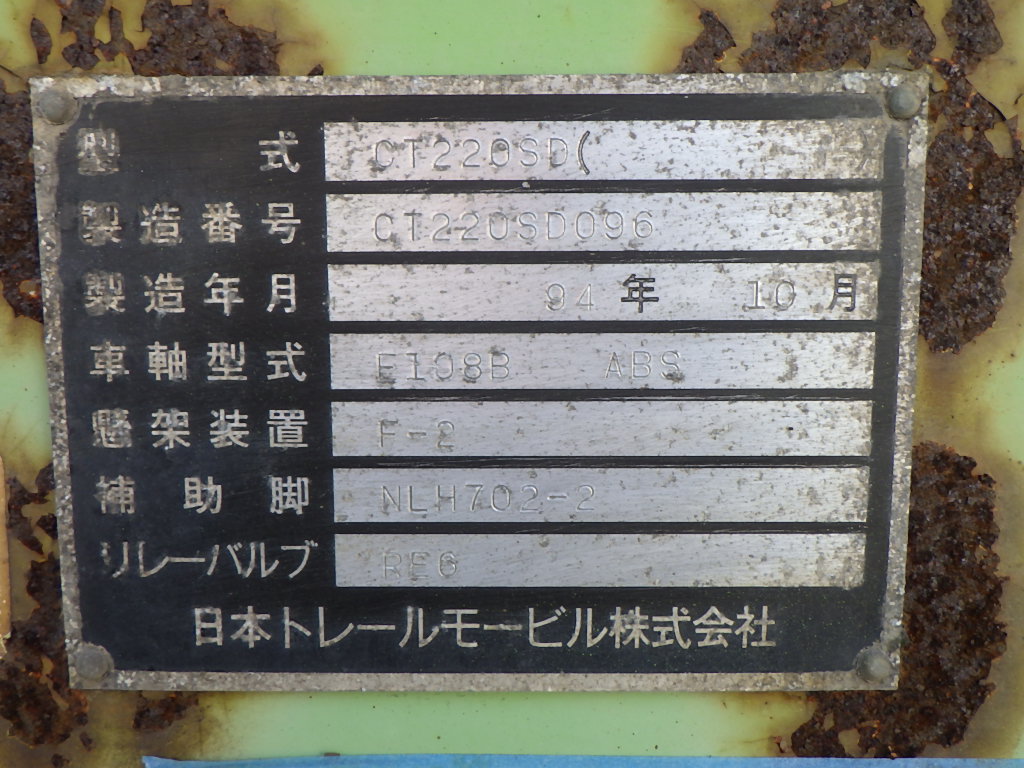 型式 CT220SD( )
製造番号 CT220SD096
製造年月 94年 10月
車軸型式 F108B ABS
懸架装置 F-2
補助脚 NLH702-2
リレーバルブ RE6
日本トレールモービル株式会社